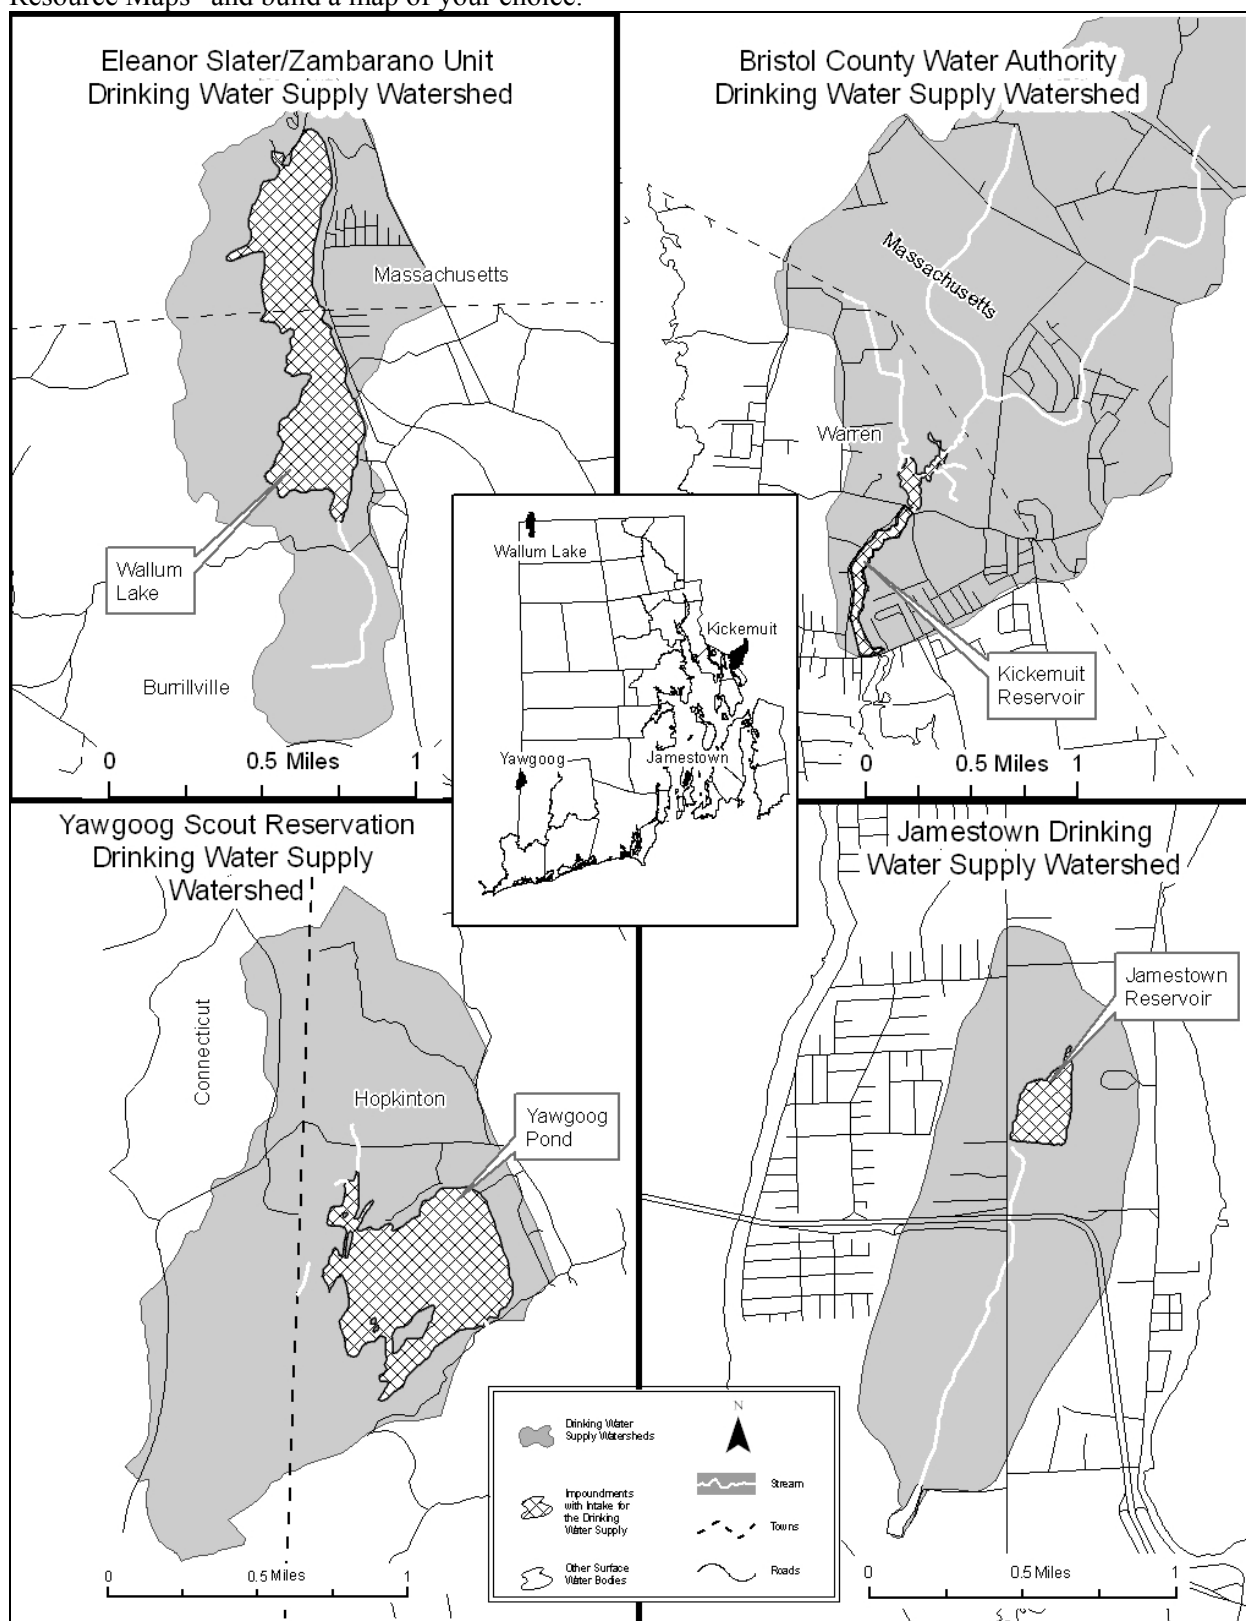 Resource Maps" and build a map of your choice.
Eleanor Slater/Zambarano Unit
Drinking Water Supply Watershed
Massachusetts
Wallum
Lake
Burrillville
0 0.5 Miles 1
Bristol County Water Authority
Drinking Water Supply Watershed
Massachusetts
Warren
Kickemuit
Reservoir
0 0.5 Miles 1
Wallum Lake
Kickemuit
Yawgoog
Jamestown
Yawgoog Scout Reservation
Drinking Water Supply
Watershed
Connecticut
Hopkinton
Yawgoog
Pond
0 0.5 Miles 1
Jamestown Drinking
Water Supply Watershed
Jamestown
Reservoir
0 0.5 Miles 1
Drinking Water
Supply Watersheds
Impoundments
with Intake for
the Drinking
Water Supply
Other Surface
Water Bodies
N
Stream
Towns
Roads